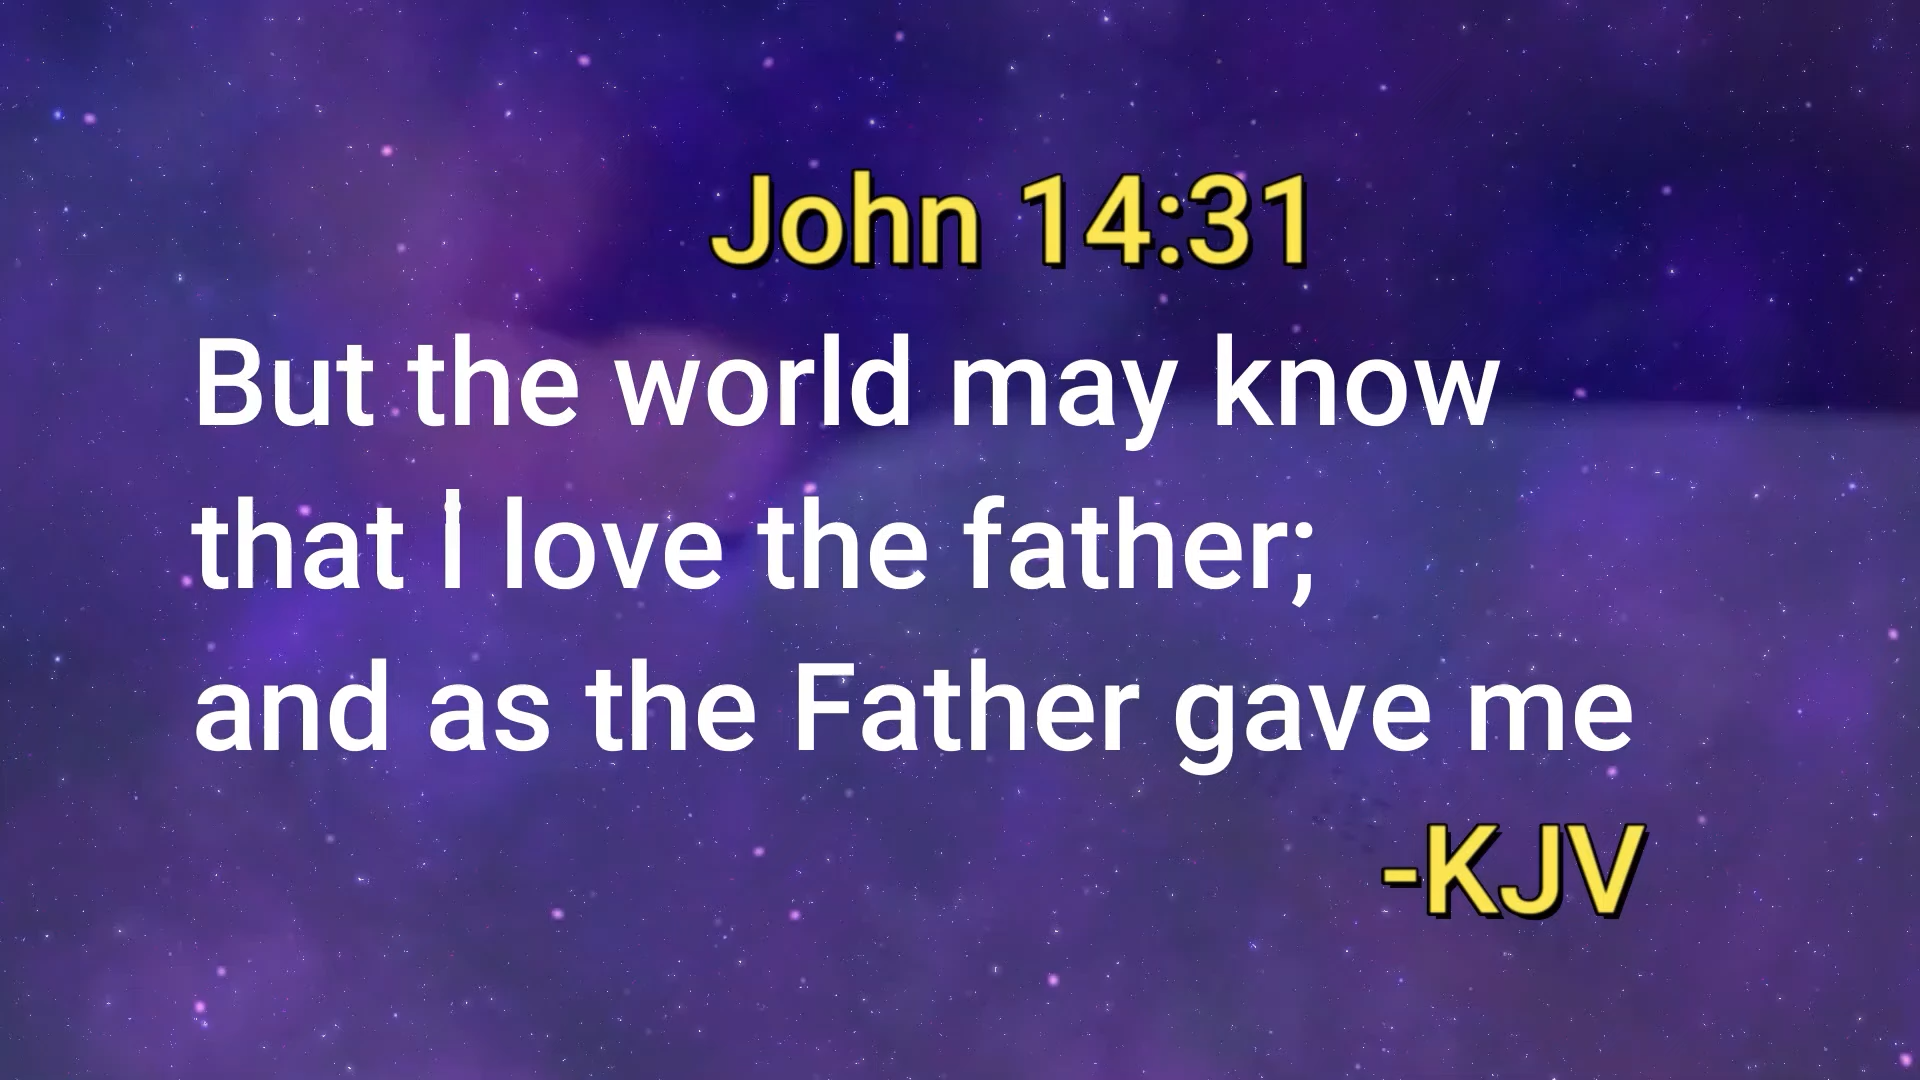 John 14:31
But the world may know
that I love the father;
and as the Father gave me
-KJV